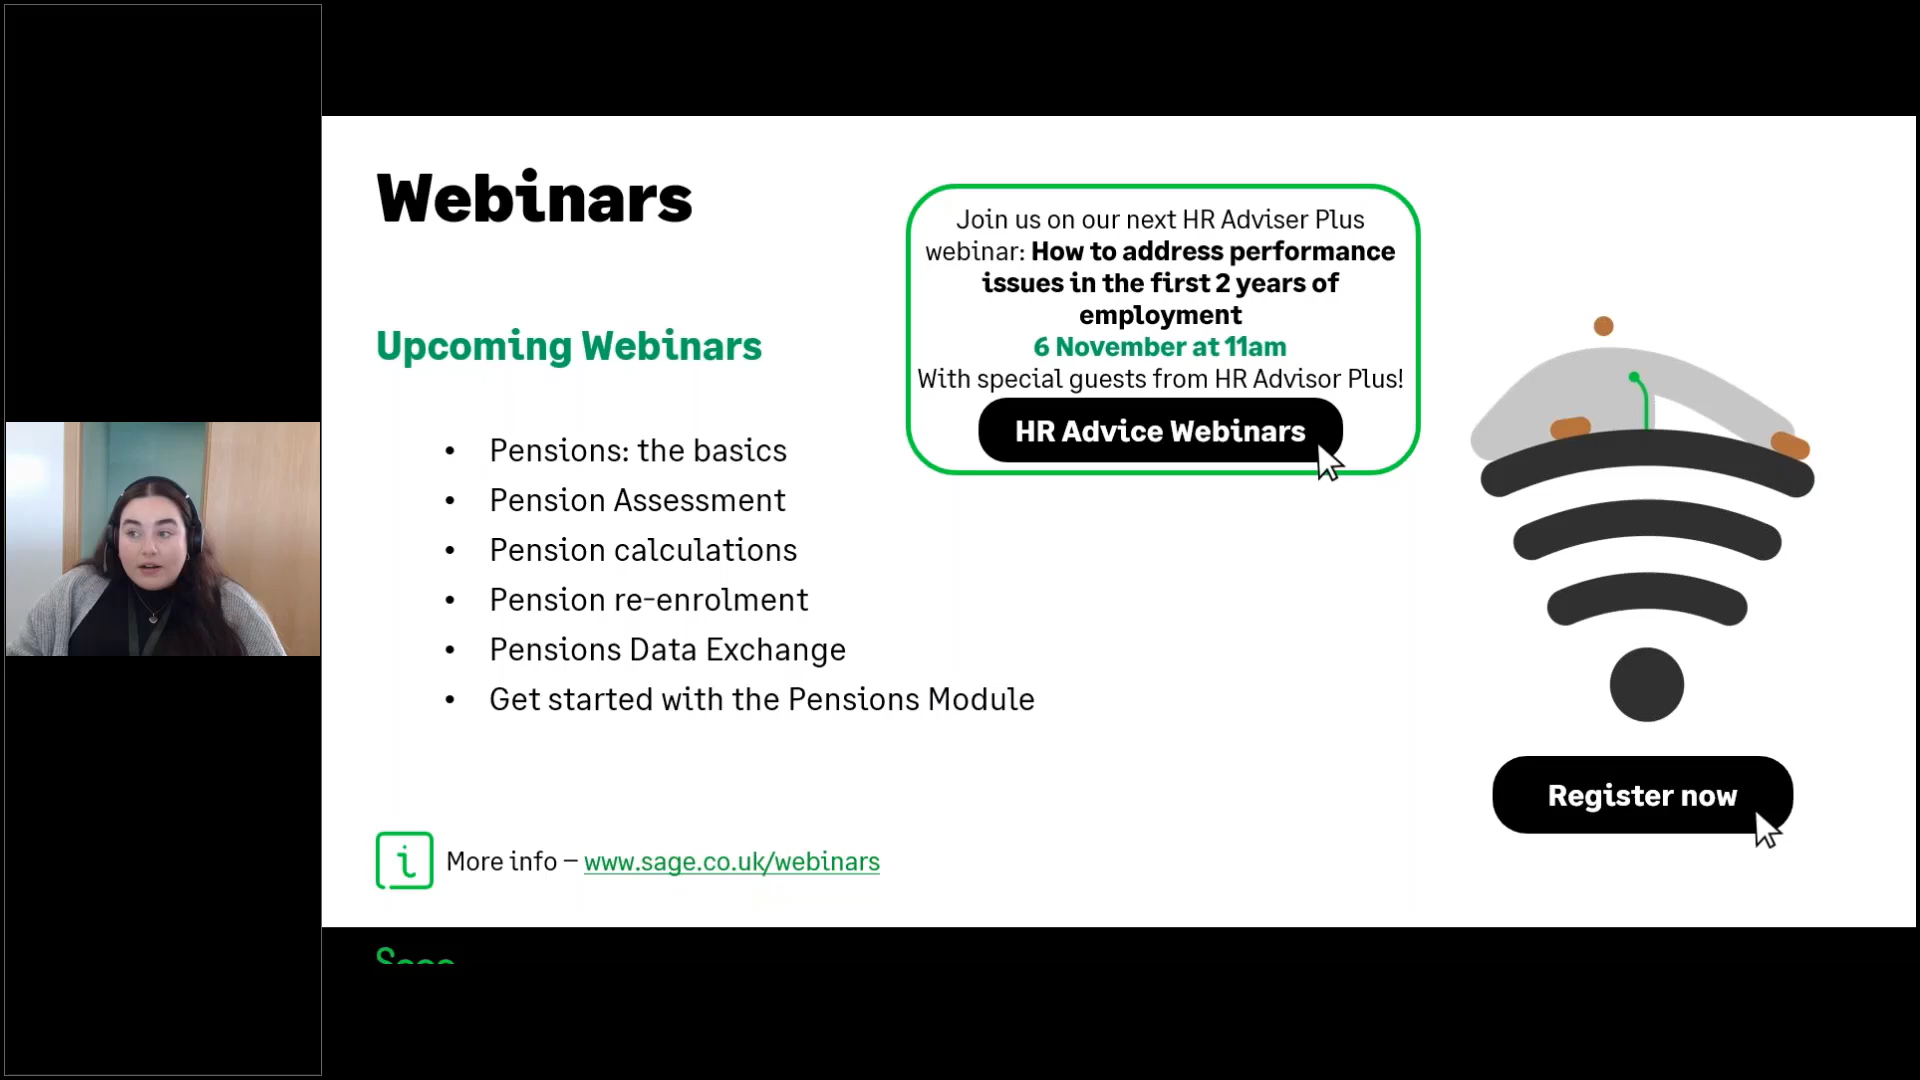 Webinars
Join us on our next HR Adviser Plus
webinar: How to address performance
issues in the first 2 years of
employment
6 November at 11am
With special guests from HR Advisor Plus!
HR Advice Webinars
Upcoming Webinars
• Pensions: the basics
• Pension Assessment
• Pension calculations
• Pension re-enrolment
• Pensions Data Exchange
• Get started with the Pensions Module
Register now
More info – www.sage.co.uk/webinars